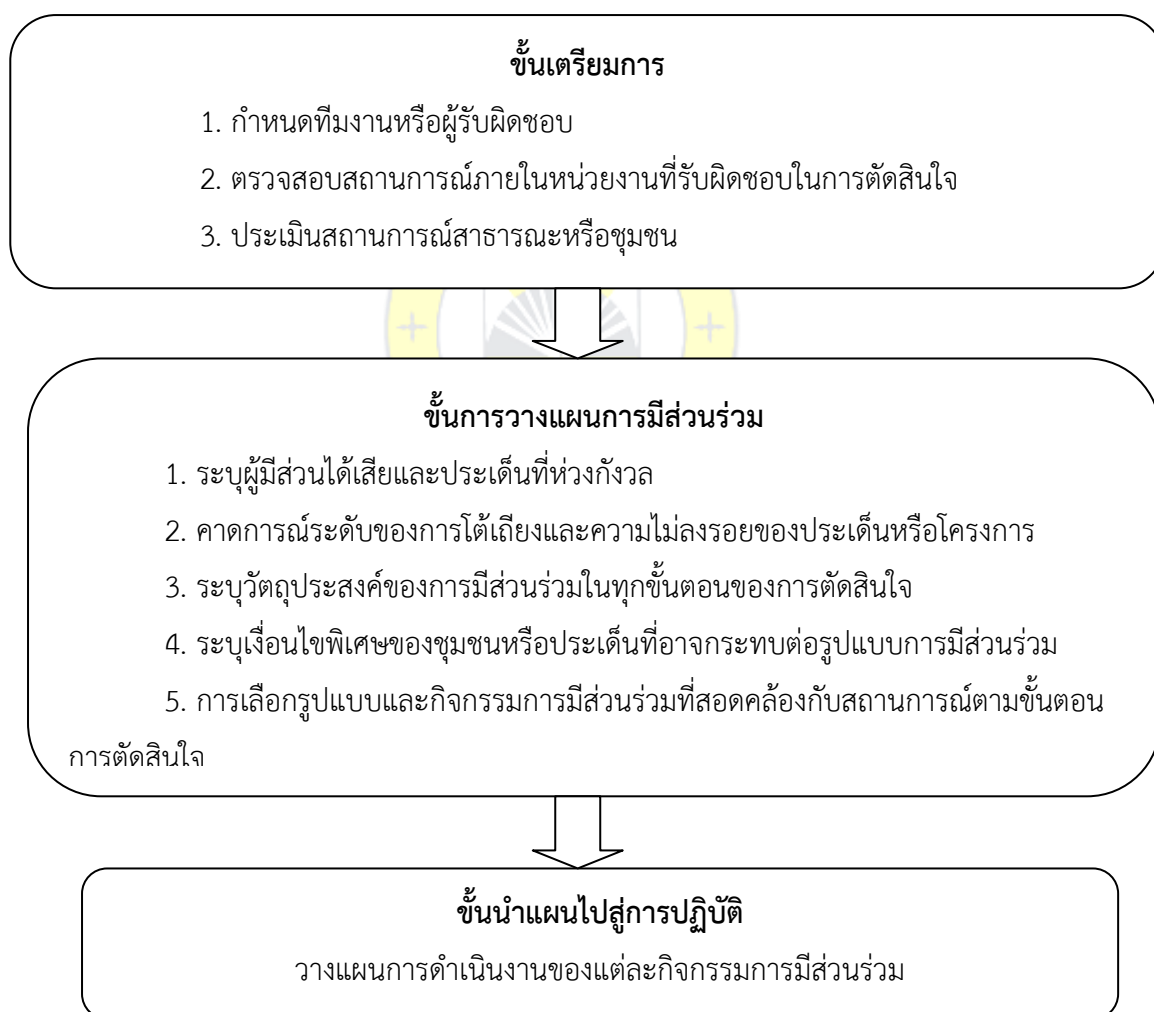 ขั้นเตรียมการ
1. กำหนดทีมงานหรือผู้รับผิดชอบ
2. ตรวจสอบสถานการณ์ภายในหน่วยงานที่รับผิดชอบในการตัดสินใจ
3. ประเมินสถานการณ์สาธารณะหรือชุมชน
ขั้นการวางแผนการมีส่วนร่วม
1. ระบุผู้มีส่วนได้เสียและประเด็นที่ห่วงกังวล
2. คาดการณ์ระดับของการโต้เถียงและความไม่ลงรอยของประเด็นหรือโครงการ
3. ระบุวัตถุประสงค์ของการมีส่วนร่วมในทุกขั้นตอนของการตัดสินใจ
4. ระบุเงื่อนไขพิเศษของชุมชนหรือประเด็นที่อาจกระทบต่อรูปแบบการมีส่วนร่วม
5. การเลือกรูปแบบและกิจกรรมการมีส่วนร่วมที่สอดคล้องกับสถานการณ์ตามขั้นตอน
การตัดสินใจ
ขั้นนำแผนไปสู่การปฏิบัติ
วางแผนการดำเนินงานของแต่ละกิจกรรมการมีส่วนร่วม